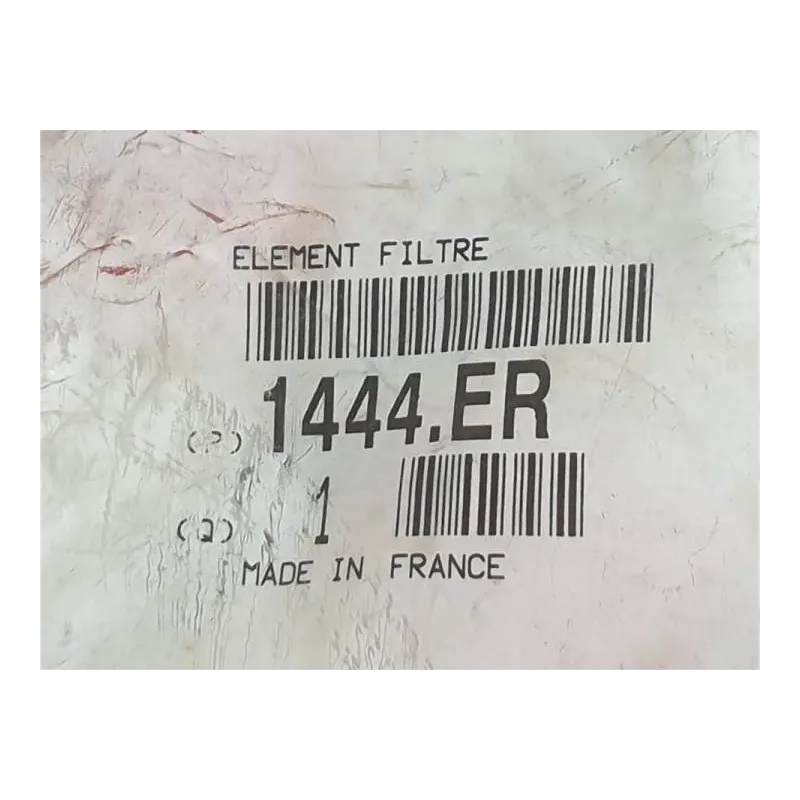 ELEMENT FILTRE
(P) 1444.ER
(Q) 1
MADE IN FRANCE